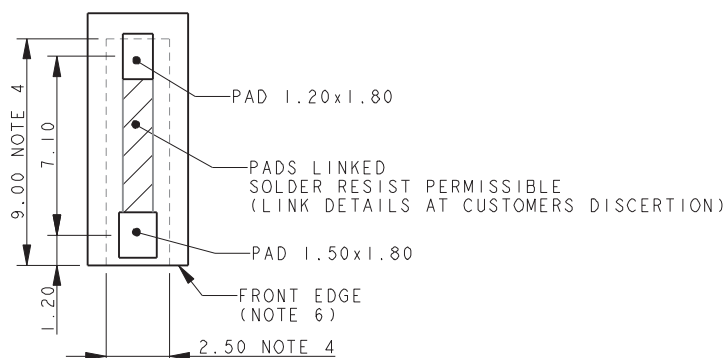 9.00 NOTE 4
7.10
1.20
PAD 1.20x1.80
PADS LINKED
SOLDER RESIST PERMISSIBLE
(LINK DETAILS AT CUSTOMERS DISCERTION)
PAD 1.50x1.80
FRONT EDGE
(NOTE 6)
2.50 NOTE 4